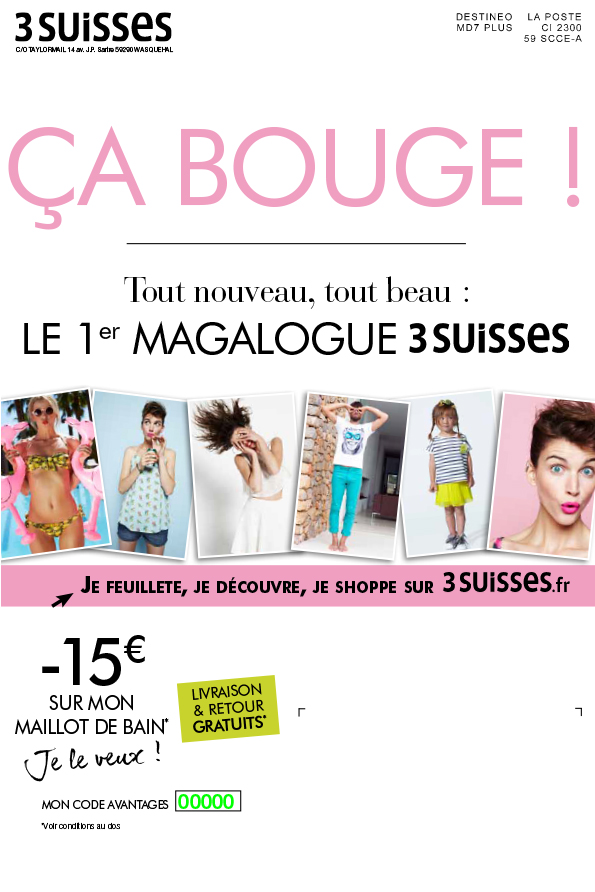 3SUISSES
C/O TAYLORMAIL 14 av. J.P. Sartre 59290 WASQUEHAL
DESTINEO LA POSTE
MD7 PLUS CI 2300
59 SCCE-A
ÇA BOUGE !
Tout nouveau, tout beau :
LE 1er MAGALOGUE 3SUISSES
JE FEUILLETE, JE DÉCOUVRE, JE SHOPPE SUR 3SUISSES.fr
-15€
SUR MON
MAILLOT DE BAIN*
Je le veux !
LIVRAISON
& RETOUR
GRATUITS*
MON CODE AVANTAGES 00000
*Voir conditions au dos